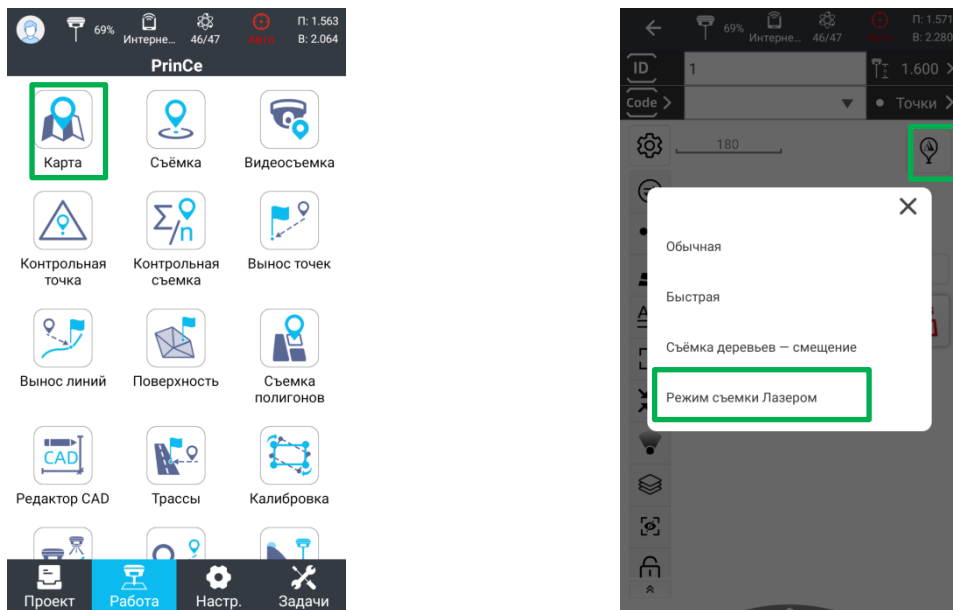 69%
Интерне...
46/47
Авто
П: 1.563
В: 2.064
PrinCe
Карта
Съёмка
Видеосъемка
Контрольная точка
Контрольная съемка
Вынос точек
Вынос линий
Поверхность
Съемка полигонов
CAD
Редактор CAD
Трассы
Калибровка
Проект
Работа
Настр.
Задачи
69%
Интерне...
46/47
Авто
П: 1.571
В: 2.280
ID
1
1.600
Code
Точки
180
Обычная
Быстрая
Съёмка деревьев — смещение
Режим съемки Лазером